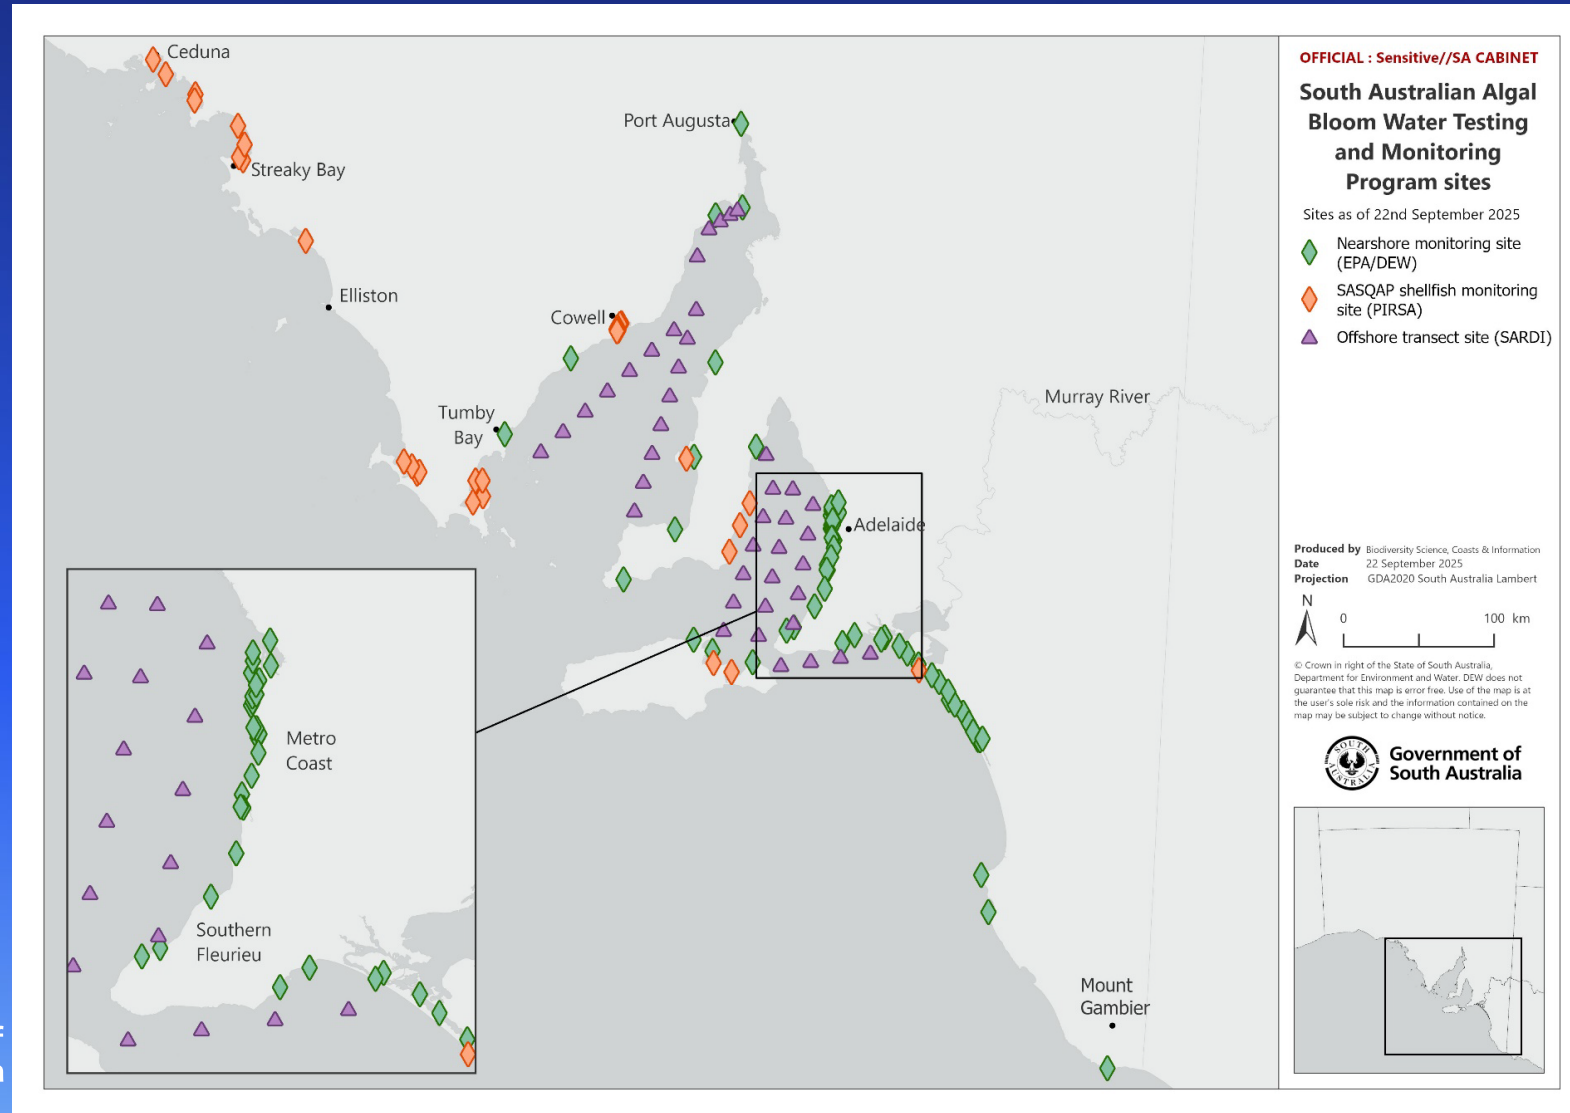 Ceduna
Port Augusta
Streaky Bay
Elliston
Cowell
Murray River
Tumby
Bay
Adelaide
Metro
Coast
Southern
Fleurieu
Mount
Gambier
OFFICIAL : Sensitive//SA CABINET
South Australian Algal
Bloom Water Testing
and Monitoring
Program sites
Sites as of 22nd September 2025
Nearshore monitoring site
(EPA/DEW)
SASQAP shellfish monitoring
site (PIRSA)
Offshore transect site (SARDI)
Produced by Biodiversity Science, Coasts & Information
Date 22 September 2025
Projection GDA2020 South Australia Lambert
N
0 100 km
© Crown in right of the State of South Australia,
Department for Environment and Water. DEW does not
guarantee that this map is error free. Use of the map is at
the user's sole risk and the information contained on the
map may be subject to change without notice.
SOUTH AUSTRALIA
Government of
South Australia